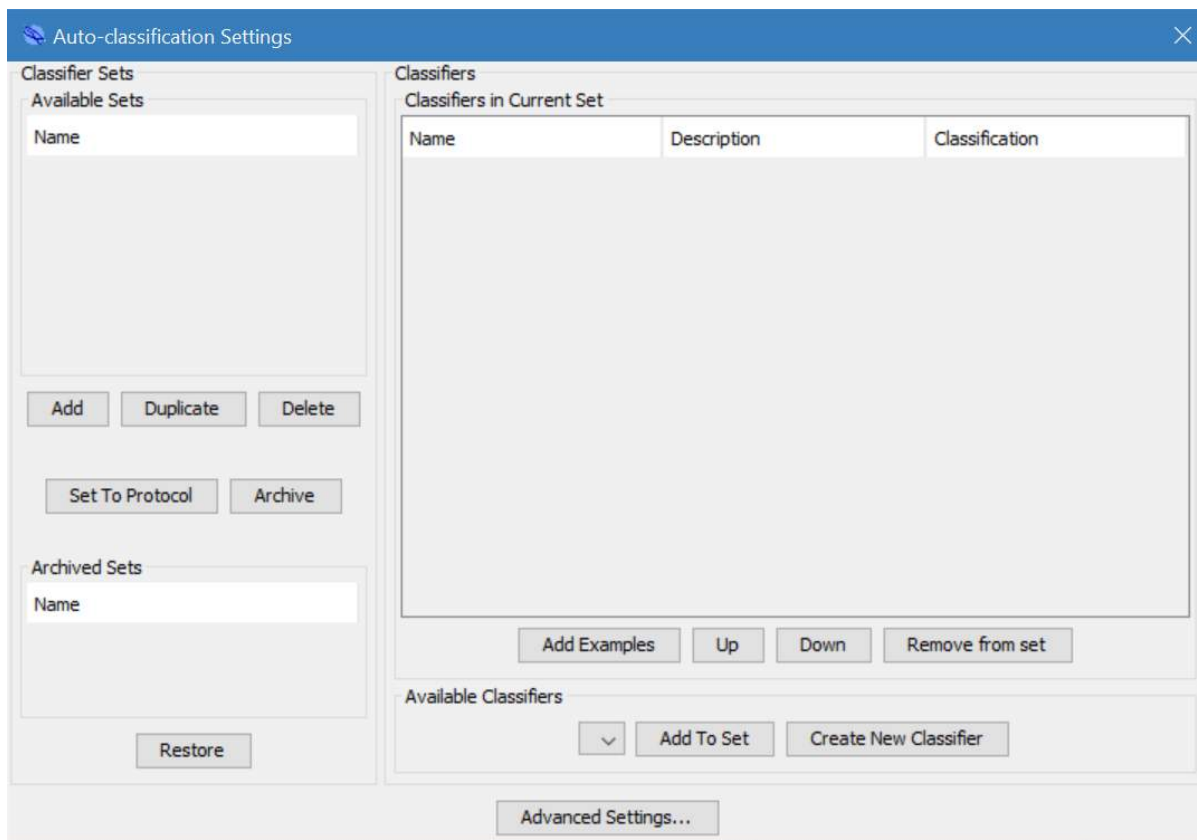 Auto-classification Settings
Classifier Sets
Available Sets
Name
Add Duplicate Delete
Set To Protocol Archive
Archived Sets
Name
Restore
Classifiers
Classifiers in Current Set
Name Description Classification
Add Examples Up Down Remove from set
Available Classifiers
Add To Set Create New Classifier
Advanced Settings...